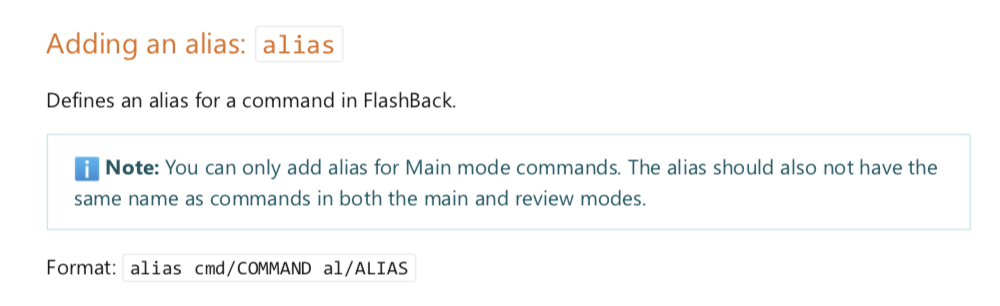 Adding an alias: alias
Defines an alias for a command in FlashBack.
ℹ️ Note: You can only add alias for Main mode commands. The alias should also not have the
same name as commands in both the main and review modes.
Format: alias cmd/COMMAND al/ALIAS